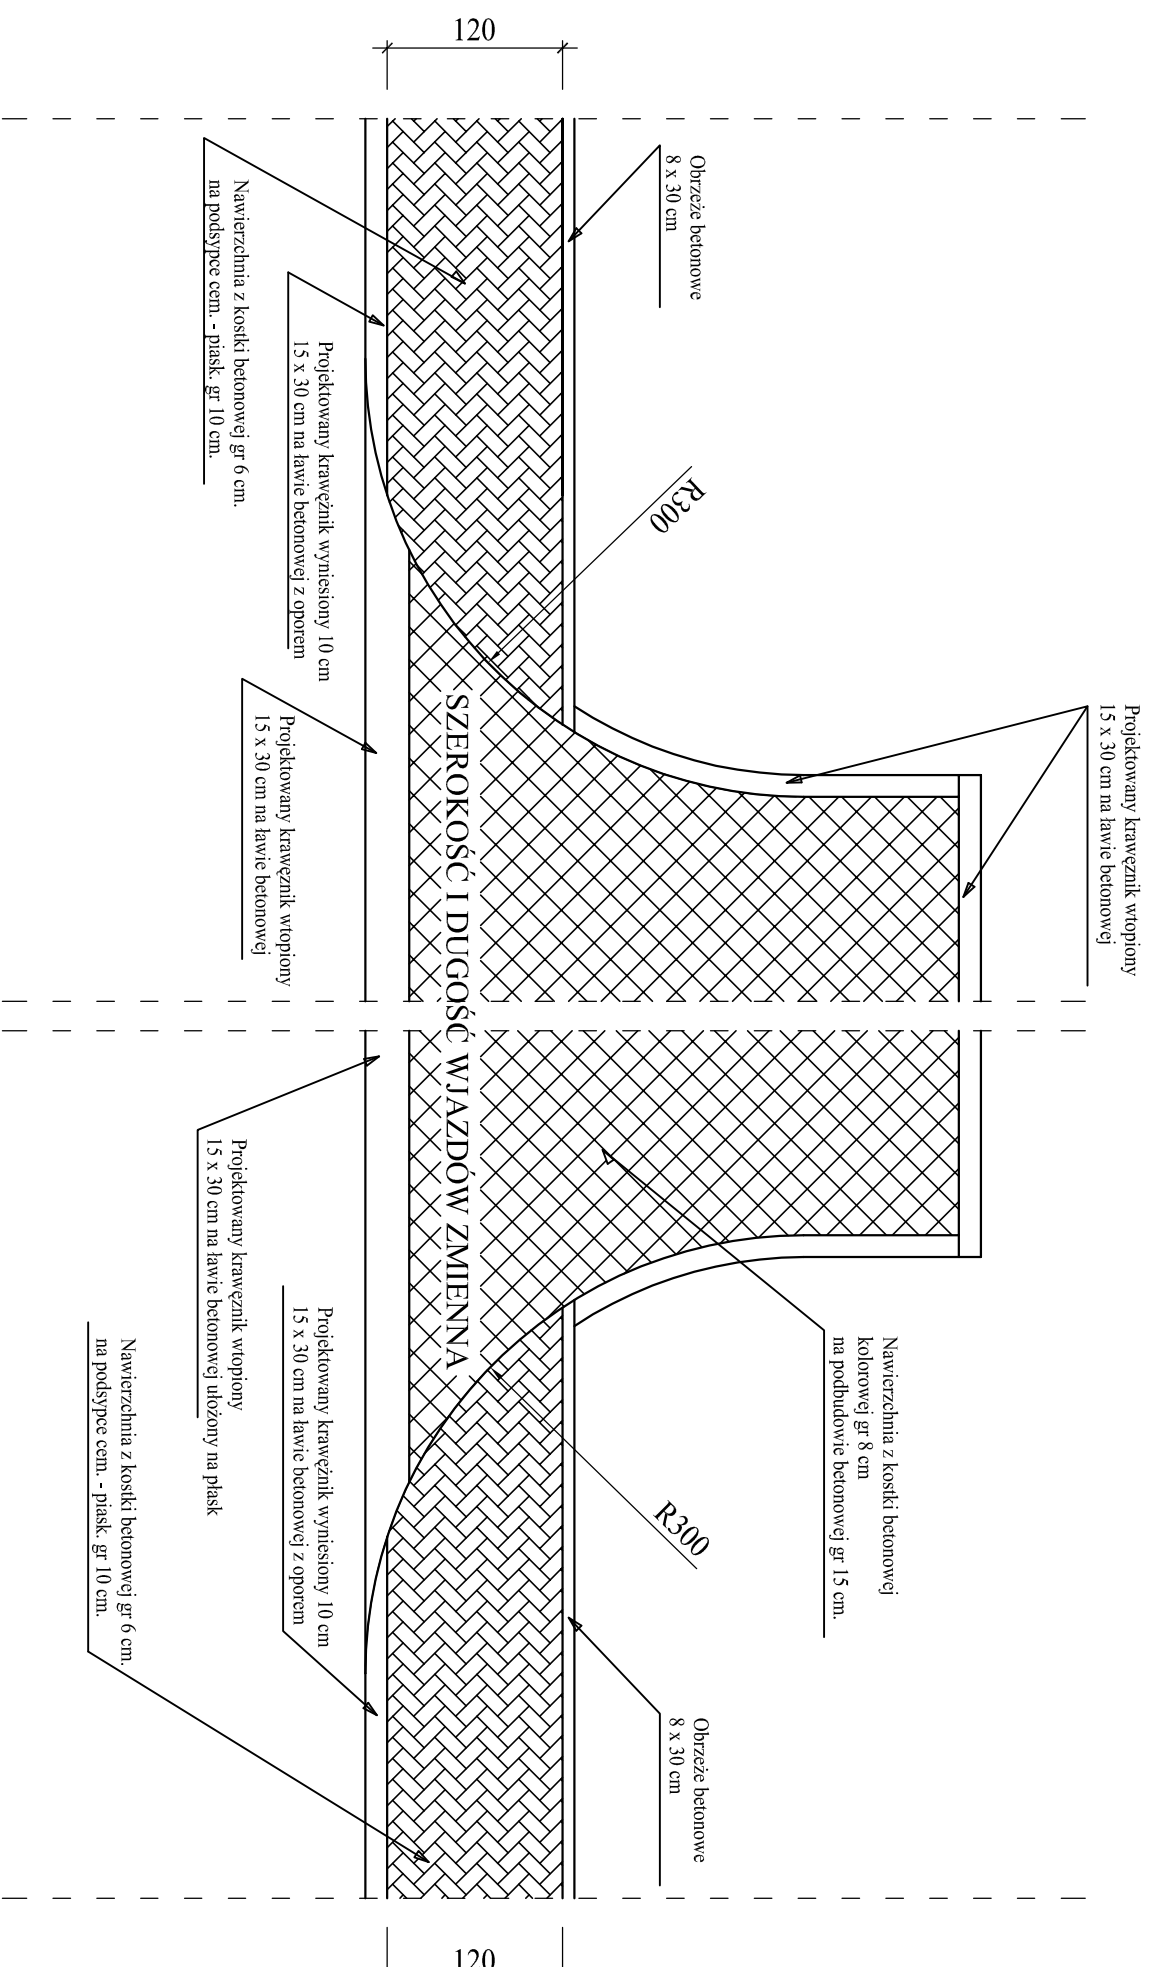 120
Obrzeże betonowe
8 x 30 cm
Nawierzchnia z kostki betonowej gr 6 cm.
na podsypce cem. - piask. gr 10 cm.
Projektowany krawężnik wyniesiony 10 cm
15 x 30 cm na ławie betonowej z oporem
R300
Projektowany krawęznik wtopiony
15 x 30 cm na ławie betonowej
Projektowany krawęznik wtopiony
15 x 30 cm na ławie betonowej
SZEROKOŚĆ I DUGOŚĆ WJAZDÓW ZMIENNA
Projektowany krawęznik wtopiony
15 x 30 cm na ławie betonowej ułożony na płask
Projektowany krawężnik wyniesiony 10 cm
15 x 30 cm na ławie betonowej z oporem
Nawierzchnia z kostki betonowej gr 6 cm.
na podsypce cem. - piask. gr 10 cm.
Nawierzchnia z kostki betonowej
kolorowej gr 8 cm
na podbudowie betonowej gr 15 cm.
R300
Obrzeże betonowe
8 x 30 cm
120